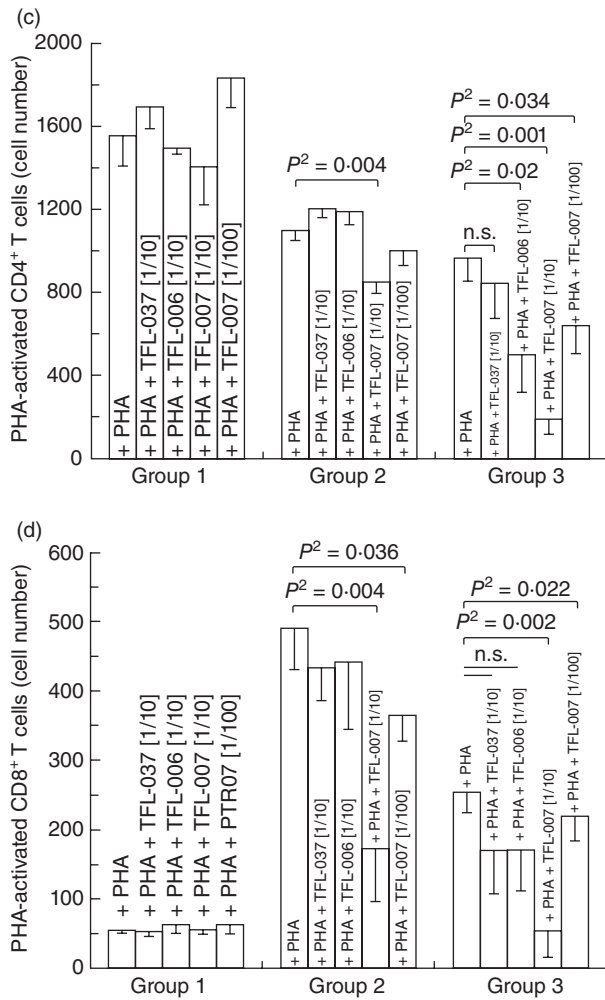 (c)
PHA-activated CD4+ T cells (cell number)
2000
1600
1200
800
400
0
+ PHA
+ PHA + TFL-037 [1/10]
+ PHA + TFL-006 [1/10]
+ PHA + TFL-007 [1/10]
+ PHA + TFL-007 [1/100]
Group 1
P² = 0·004
+ PHA
+ PHA + TFL-037 [1/10]
+ PHA + TFL-006 [1/10]
+ PHA + TFL-007 [1/10]
+ PHA + TFL-007 [1/100]
Group 2
P² = 0·034
P² = 0·001
P² = 0·02
n.s.
+ PHA
+ PHA + TFL-037 [1/10]
+ PHA + TFL-006 [1/10]
+ PHA + TFL-007 [1/10]
+ PHA + TFL-007 [1/100]
Group 3
(d)
PHA-activated CD8+ T cells (cell number)
600
500
400
300
200
100
50
0
+ PHA
+ PHA + TFL-037 [1/10]
+ PHA + TFL-006 [1/10]
+ PHA + TFL-007 [1/10]
+ PHA + PTR07 [1/100]
Group 1
P² = 0·036
P² = 0·004
+ PHA
+ PHA + TFL-037 [1/10]
+ PHA + TFL-006 [1/10]
+ PHA + TFL-007 [1/10]
+ PHA + TFL-007 [1/100]
Group 2
P² = 0·022
P² = 0·002
n.s.
+ PHA
+ PHA + TFL-037 [1/10]
+ PHA + TFL-006 [1/10]
+ PHA + TFL-007 [1/10]
+ PHA + TFL-007 [1/100]
Group 3